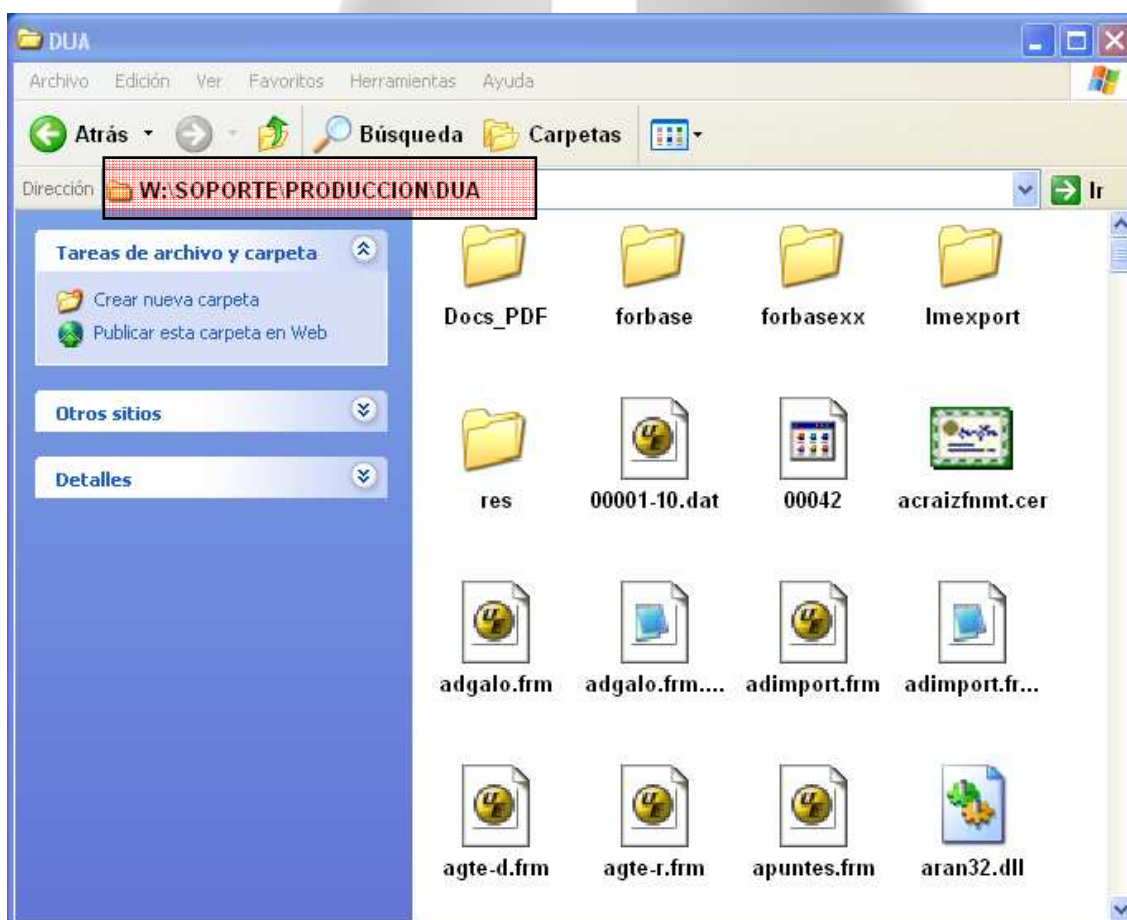 DUA
Archivo Edición Ver Favoritos Herramientas Ayuda
Atrás Búsqueda Carpetas
Dirección W:\SOPORTE\PRODUCCION\DUA Ir
Tareas de archivo y carpeta
Crear nueva carpeta
Publicar esta carpeta en Web
Otros sitios
Detalles
Docs_PDF forbase forbasexx Imexport
res 00001-10.dat 00042 acraizfnmt.cer
adgalo.frm adgalo.frm.... adimport.frm adimport.fr...
agte-d.frm agte-r.frm apuntes.frm aran32.dll